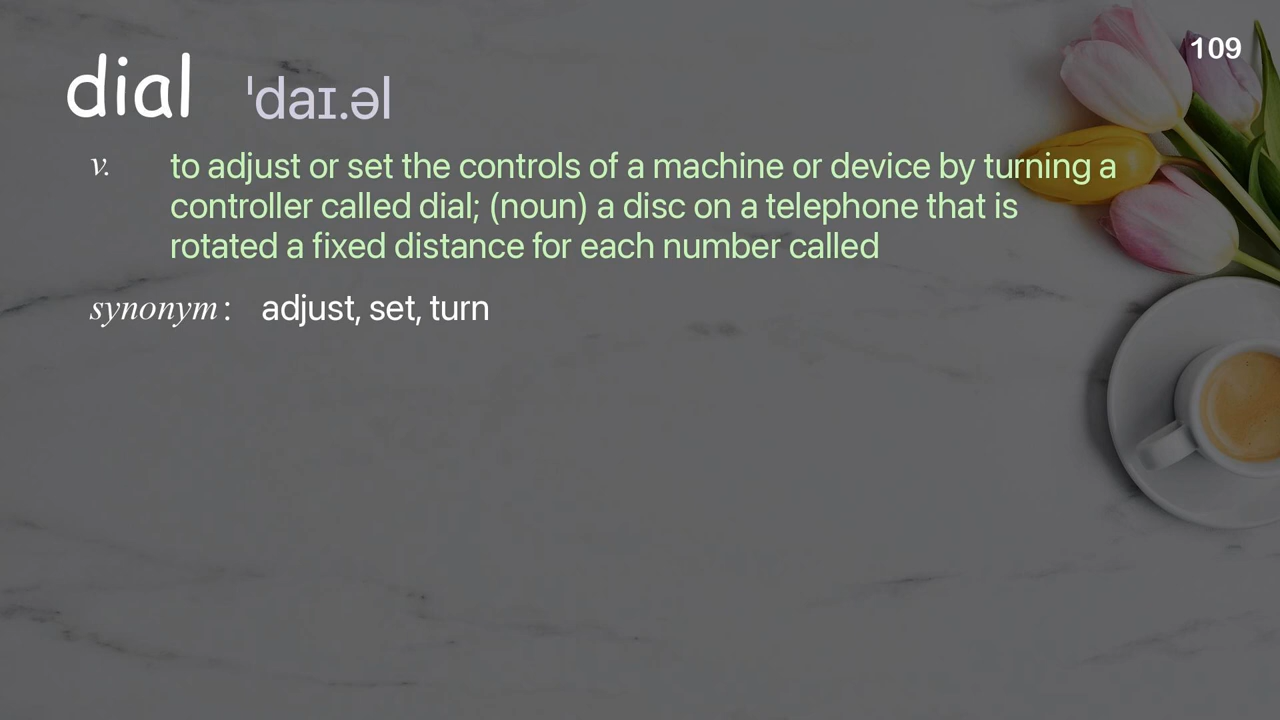 109
dial ˈdaɪ.əl
v. to adjust or set the controls of a machine or device by turning a
controller called dial; (noun) a disc on a telephone that is
rotated a fixed distance for each number called
synonym : adjust, set, turn